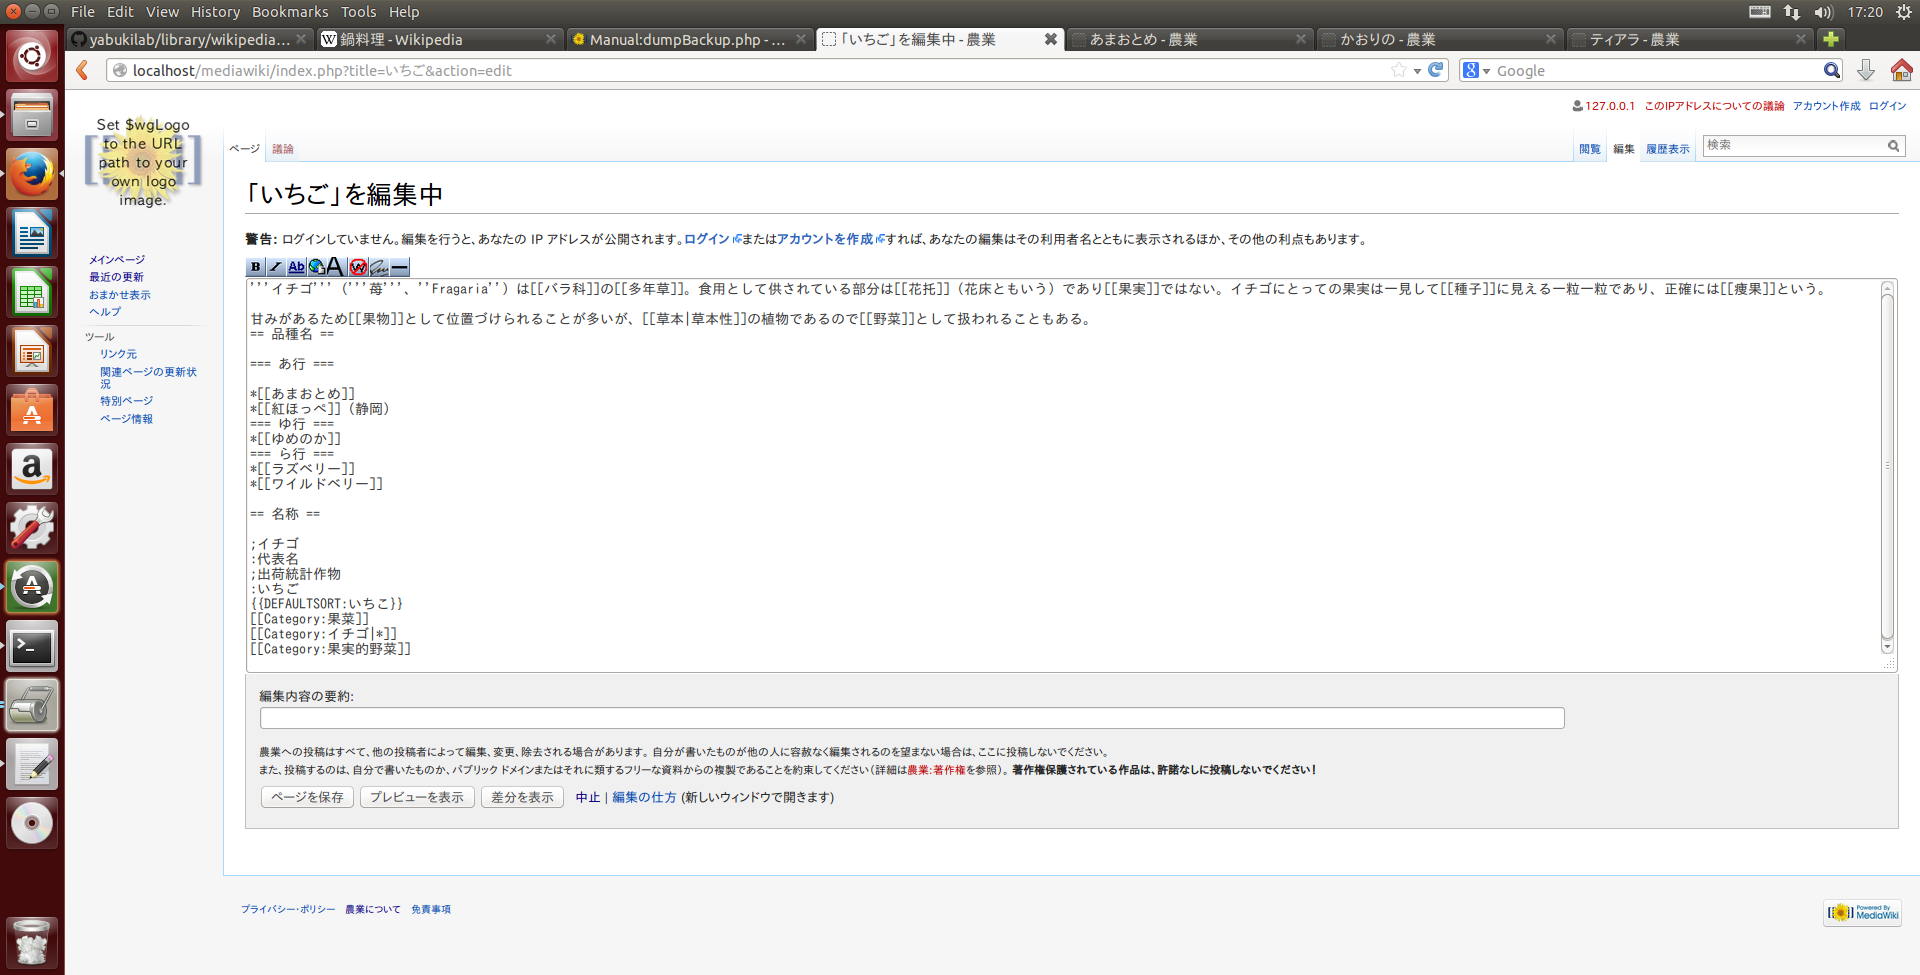 File Edit View History Bookmarks Tools Help 17:20
yabukilab/library/wikipedia... 鍋料理 - Wikipedia Manual:dumpBackup.php - ... 「いちご」を編集中 - 農業 あまおとめ - 農業 かおりの - 農業 ティアラ - 農業
localhost/mediawiki/index.php?title=いちご&action=edit Google
127.0.0.1 このIPアドレスについての議論 アカウント作成 ログイン
Set $wgLogo
to the URL
path to your
own logo
image.
ページ 議論 閲覧 編集 履歴表示 検索
「いちご」を編集中
警告: ログインしていません。編集を行うと、あなたの IP アドレスが公開されます。ログインまたはアカウントを作成すれば、あなたの編集はその利用者名とともに表示されるほか、その他の利点もあります。
メインページ
最近の更新
おまかせ表示
ヘルプ
ツール
リンク元
関連ページの更新状
況
特別ページ
ページ情報
B I Ab A W
'''イチゴ''' ('''苺'''、''Fragaria'') は[[バラ科]]の[[多年草]]。食用として供されている部分は[[花托]] (花床ともいう) であり[[果実]]ではない。イチゴにとっての果実は一見して[[種子]]に見える一粒一粒であり、正確には[[痩果]]という。
甘みがあるため[[果物]]として位置づけられることが多いが、[[草本|草本性]]の植物であるので[[野菜]]として扱われることもある。
== 品種名 ==
=== あ行 ===
*[[あまおとめ]]
*[[紅ほっぺ]] (静岡)
=== ゆ行 ===
*[[ゆめのか]]
=== ら行 ===
*[[ラズベリー]]
*[[ワイルドベリー]]
== 名称 ==
;イチゴ
:代表名
;出荷統計作物
:いちご
{{DEFAULTSORT:いちこ}}
[[Category:果菜]]
[[Category:イチゴ|*]]
[[Category:果実的野菜]]
編集内容の要約:
農業への投稿はすべて、他の投稿者によって編集、変更、除去される場合があります。 自分が書いたものが他の人に容赦なく編集されるのを望まない場合は、ここに投稿しないでください。
また、投稿するのは、自分で書いたものか、パブリック ドメインまたはそれに類するフリーな資料からの複製であることを約束してください(詳細は農業:著作権を参照)。 著作権保護されている作品は、許諾なしに投稿しないでください!
ページを保存 プレビューを表示 差分を表示 中止 | 編集の仕方 (新しいウィンドウで開きます)
プライバシー・ポリシー 農業について 免責事項
Powered By
MediaWiki